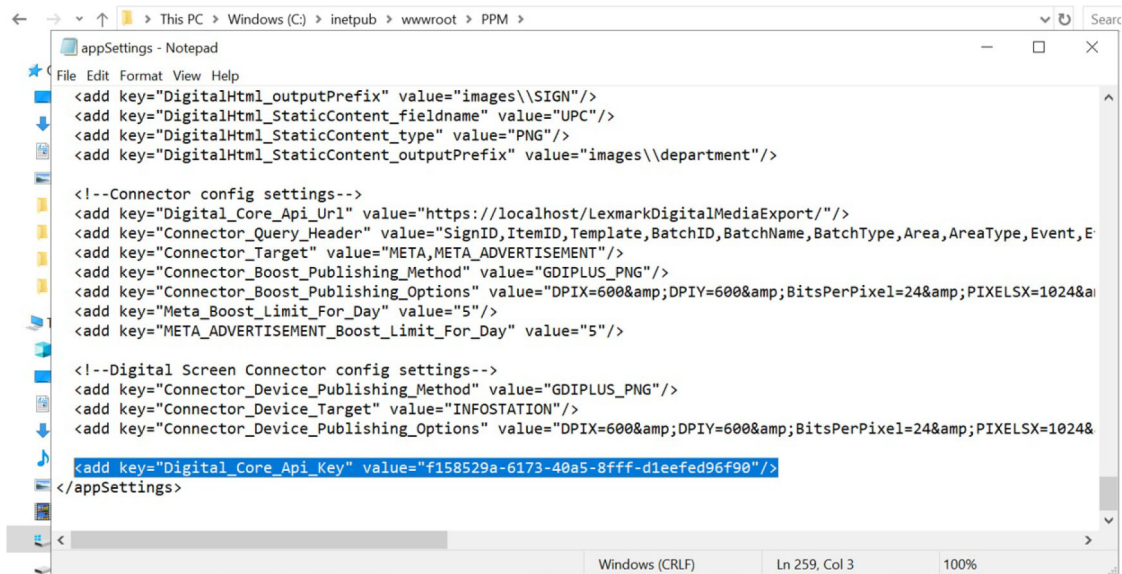 This PC > Windows (C:) > inetpub > wwwroot > PPM >
Searc
appSettings - Notepad
File Edit Format View Help
<add key="DigitalHtml_outputPrefix" value="images\\SIGN"/>
<add key="DigitalHtml_StaticContent_fieldname" value="UPC"/>
<add key="DigitalHtml_StaticContent_type" value="PNG"/>
<add key="DigitalHtml_StaticContent_outputPrefix" value="images\\department"/>
<!--Connector config settings-->
<add key="Digital_Core_Api_Url" value="https://localhost/LexmarkDigitalMediaExport/"/>
<add key="Connector_Query_Header" value="SignID,ItemID,Template,BatchID,BatchName,BatchType,Area,AreaType,Event,E
<add key="Connector_Target" value="META,META_ADVERTISEMENT"/>
<add key="Connector_Boost_Publishing_Method" value="GDIPLUS_PNG"/>
<add key="Connector_Boost_Publishing_Options" value="DPIX=600&amp;DPIY=600&amp;BitsPerPixel=24&amp;PIXELSX=1024&a
<add key="Meta_Boost_Limit_For_Day" value="5"/>
<add key="META_ADVERTISEMENT_Boost_Limit_For_Day" value="5"/>
<!--Digital Screen Connector config settings-->
<add key="Connector_Device_Publishing_Method" value="GDIPLUS_PNG"/>
<add key="Connector_Device_Target" value="INFOSTATION"/>
<add key="Connector_Device_Publishing_Options" value="DPIX=600&amp;DPIY=600&amp;BitsPerPixel=24&amp;PIXELSX=1024&
<add key="Digital_Core_Api_Key" value="f158529a-6173-40a5-8fff-d1eefed96f90"/>
</appSettings>
Windows (CRLF) Ln 259, Col 3 100%